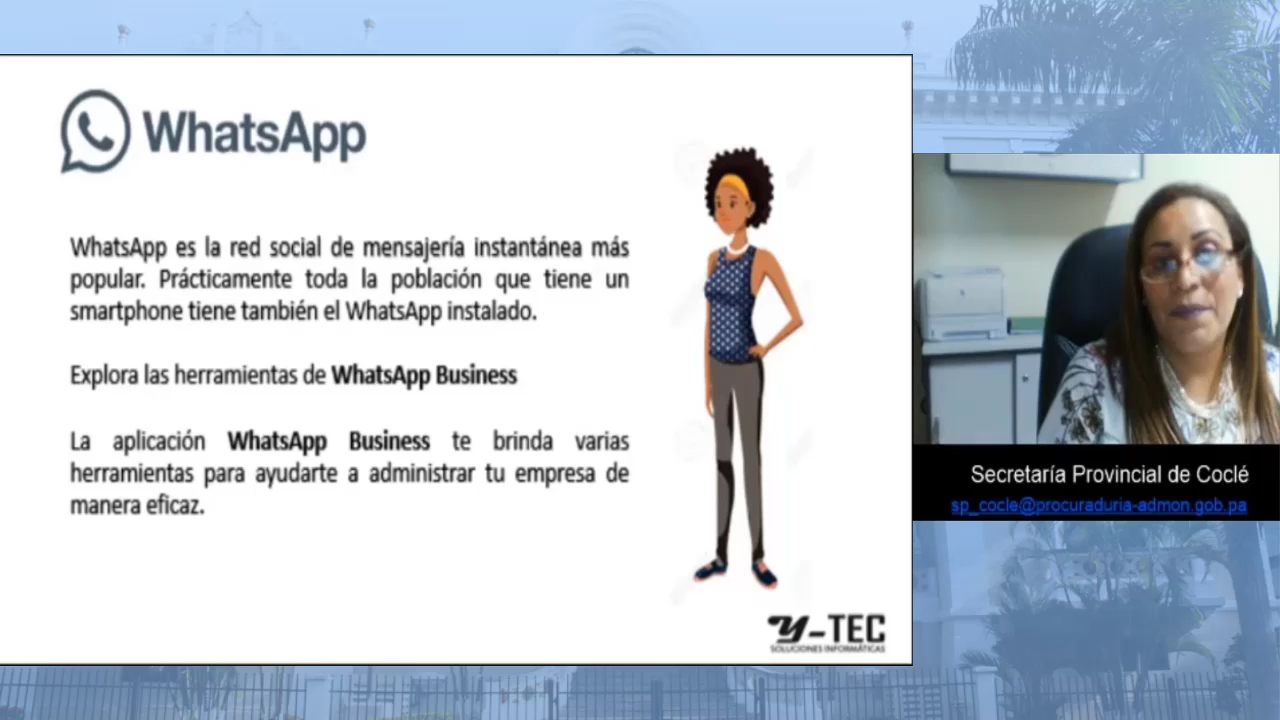 WhatsApp
WhatsApp es la red social de mensajería instantánea más
popular. Prácticamente toda la población que tiene un
smartphone tiene también el WhatsApp instalado.
Explora las herramientas de WhatsApp Business
La aplicación WhatsApp Business te brinda varias
herramientas para ayudarte a administrar tu empresa de
manera eficaz.
Y-TEC
SOLUCIONES INFORMÁTICAS
Secretaría Provincial de Coclé
sp_cocle@procuraduria-admon.gob.pa